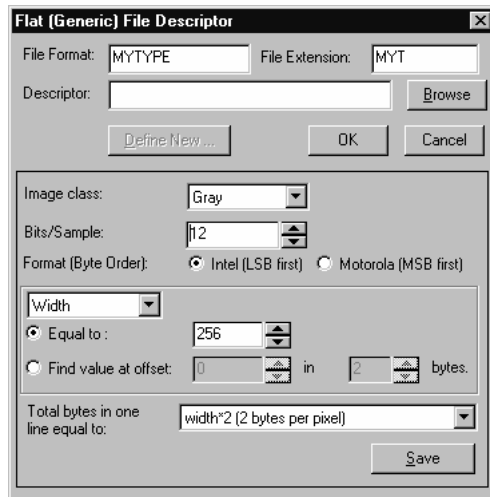 Flat (Generic) File Descriptor
File Format: MYTYPE File Extension: MYT
Descriptor: Browse
Define New ... OK Cancel
Image class: Gray
Bits/Sample: 12
Format (Byte Order): Intel (LSB first) Motorola (MSB first)
Width
Equal to : 256
Find value at offset: 0 in 2 bytes.
Total bytes in one
line equal to: width*2 (2 bytes per pixel)
Save